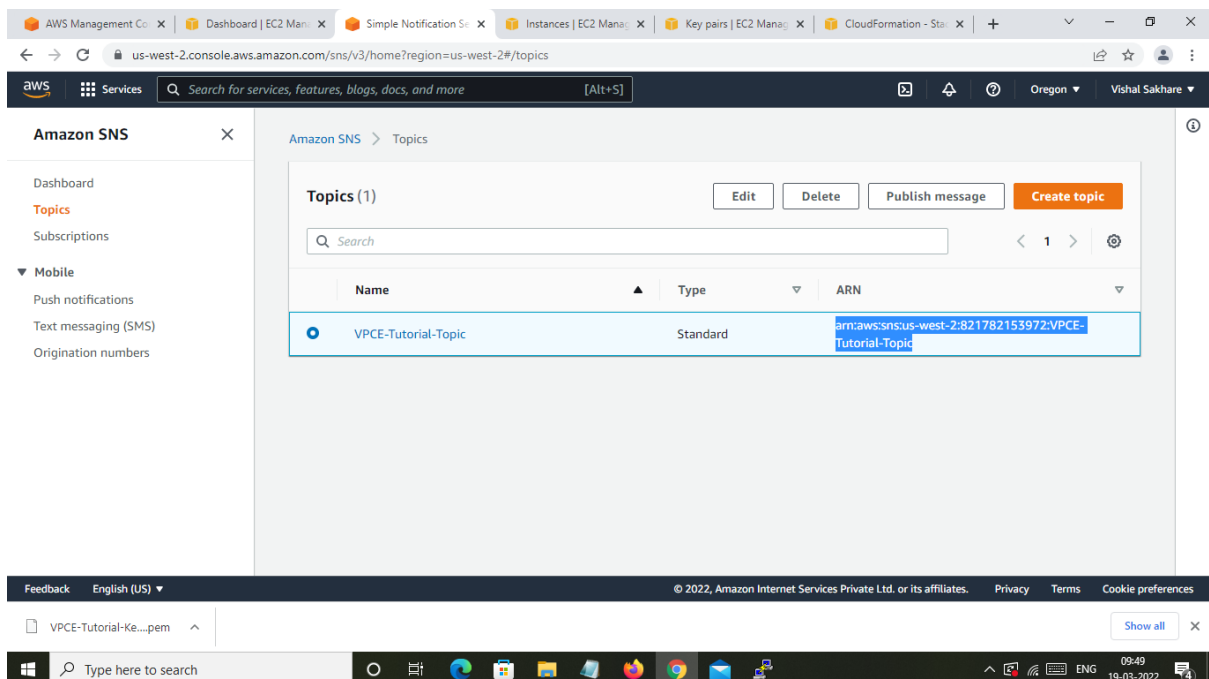 AWS Management Co
Dashboard | EC2 Mana
Simple Notification Se
Instances | EC2 Manag
Key pairs | EC2 Manag
CloudFormation - Stac
us-west-2.console.aws.amazon.com/sns/v3/home?region=us-west-2#/topics
aws
Services
Search for services, features, blogs, docs, and more
[Alt+S]
Oregon
Vishal Sakhare
Amazon SNS
Dashboard
Topics
Subscriptions
Mobile
Push notifications
Text messaging (SMS)
Origination numbers
Amazon SNS > Topics
Topics (1)
Edit
Delete
Publish message
Create topic
Search
1
Name
Type
ARN
VPCE-Tutorial-Topic
Standard
arn:aws:sns:us-west-2:821782153972:VPCE-
Tutorial-Topic
Feedback
English (US)
© 2022, Amazon Internet Services Private Ltd. or its affiliates.
Privacy
Terms
Cookie preferences
VPCE-Tutorial-Ke....pem
Show all
Type here to search
ENG
09:49
19-03-2022
4